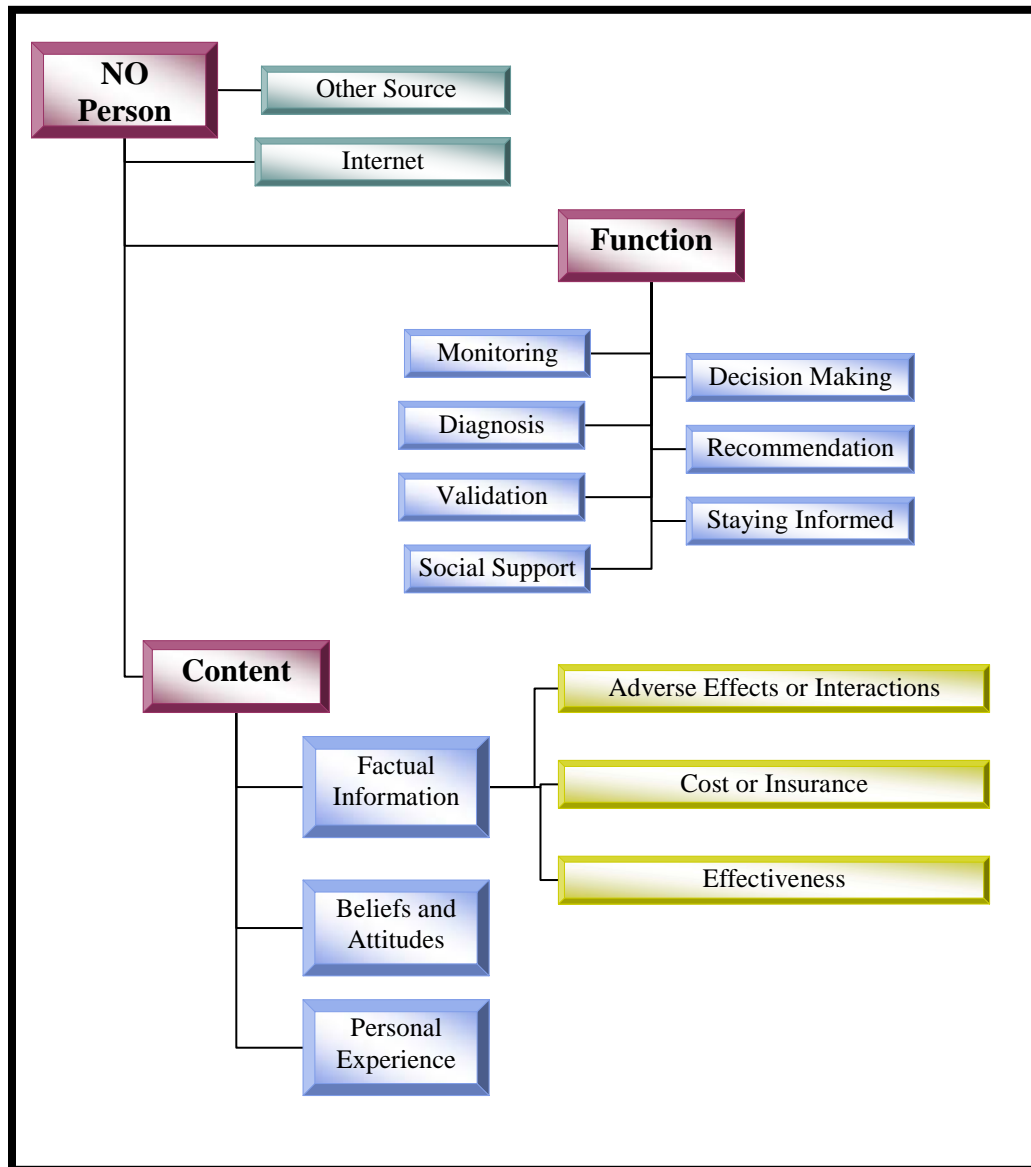 NO
Person
Other Source
Internet
Function
Monitoring
Decision Making
Diagnosis
Recommendation
Validation
Staying Informed
Social Support
Content
Adverse Effects or Interactions
Factual
Information
Cost or Insurance
Effectiveness
Beliefs and
Attitudes
Personal
Experience